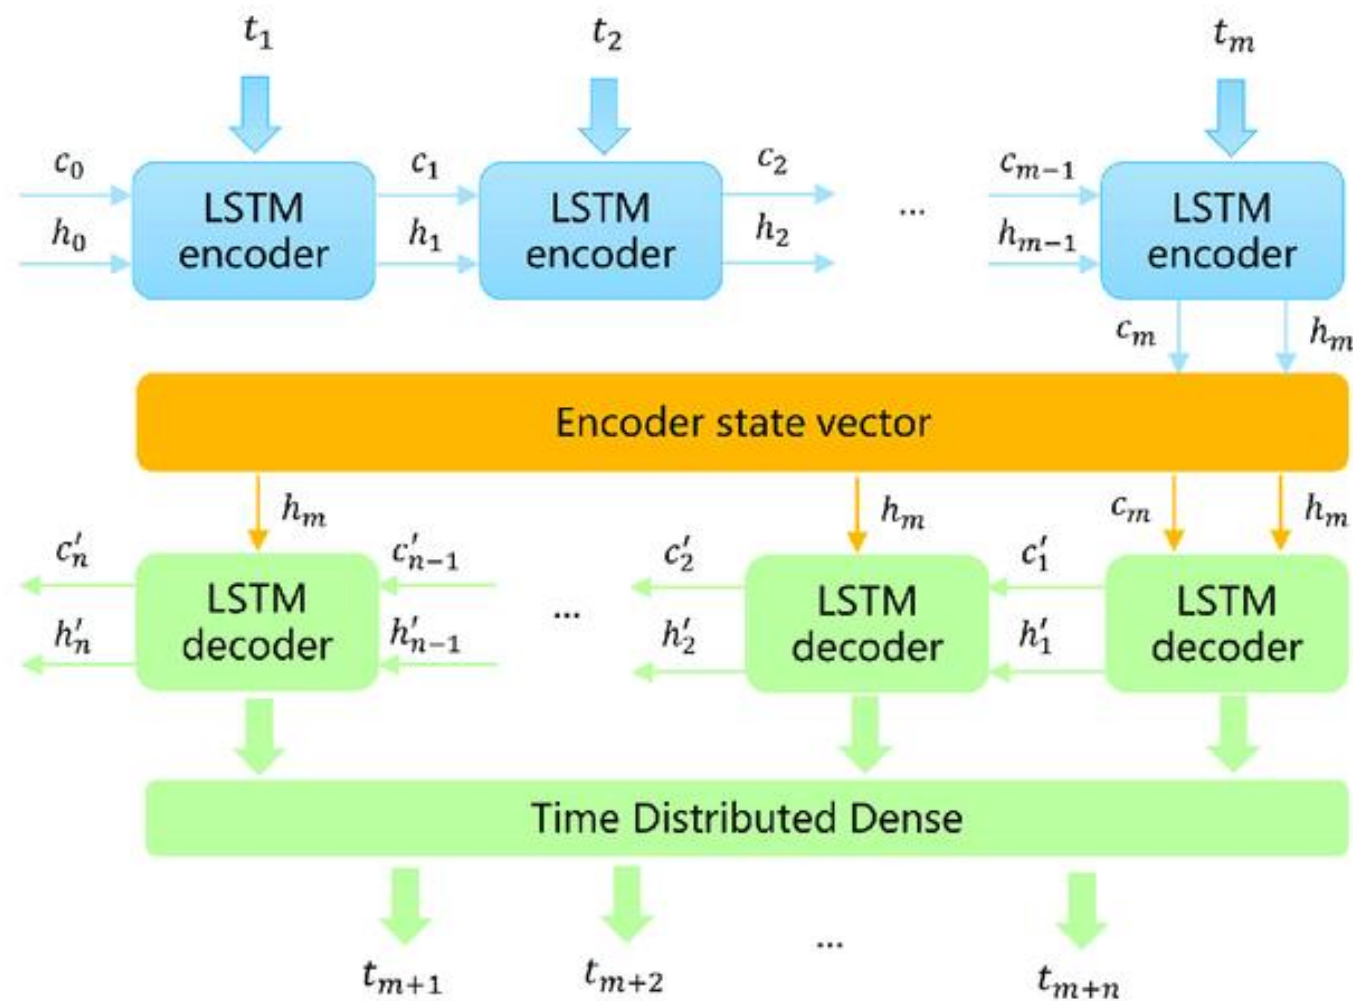 t₁ t₂ tₘ
c₀ c₁ c₂ cₘ₋₁
LSTM encoder LSTM encoder ... LSTM encoder
h₀ h₁ h₂ hₘ₋₁
cₘ hₘ
Encoder state vector
hₘ hₘ cₘ hₘ
c′ₙ c′ₙ₋₁ c′₂ c′₁
LSTM decoder ... LSTM decoder LSTM decoder
h′ₙ h′ₙ₋₁ h′₂ h′₁
Time Distributed Dense
...
tₘ₊₁ tₘ₊₂ tₘ₊ₙ